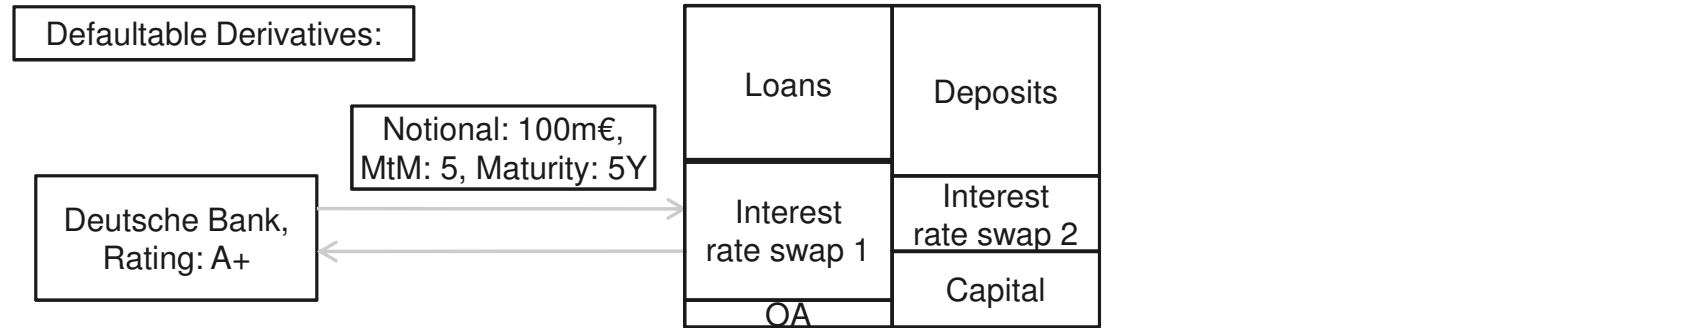 Defaultable Derivatives:
Notional: 100m€,
MtM: 5, Maturity: 5Y
Deutsche Bank,
Rating: A+
Loans
Interest
rate swap 1
OA
Deposits
Interest
rate swap 2
Capital